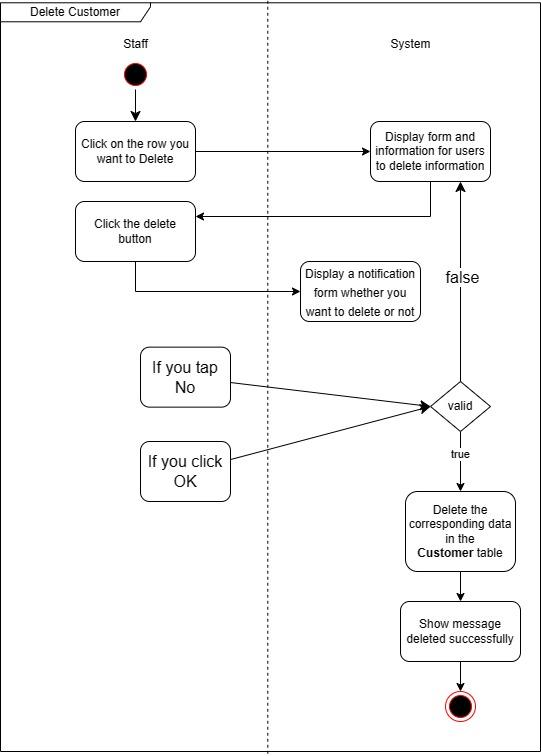 Delete Customer
Staff
System
Click on the row you
want to Delete
Display form and
information for users
to delete information
Click the delete
button
Display a notification
form whether you
want to delete or not
false
If you tap
No
valid
If you click
OK
true
Delete the
corresponding data
in the
Customer table
Show message
deleted successfully